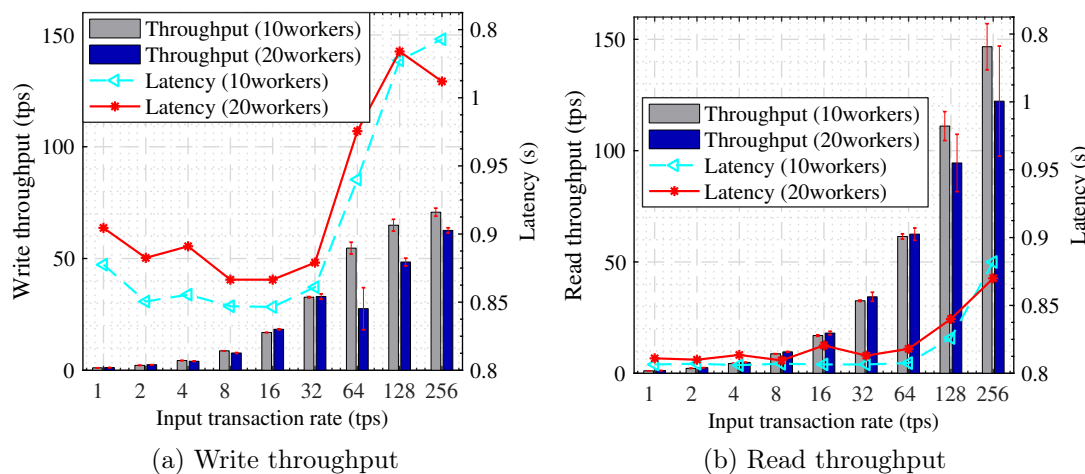 Throughput (10workers)
Throughput (20workers)
Latency (10workers)
Latency (20workers)
Write throughput (tps)
150
100
50
0
0.8
1
0.95
0.9
0.85
0.8
Latency (s)
1 2 4 8 16 32 64 128 256
Input transaction rate (tps)
(a) Write throughput
Throughput (10workers)
Throughput (20workers)
Latency (10workers)
Latency (20workers)
Read throughput (tps)
150
100
50
0
0.8
1
0.95
0.9
0.85
0.8
Latency (s)
1 2 4 8 16 32 64 128 256
Input transaction rate (tps)
(b) Read throughput